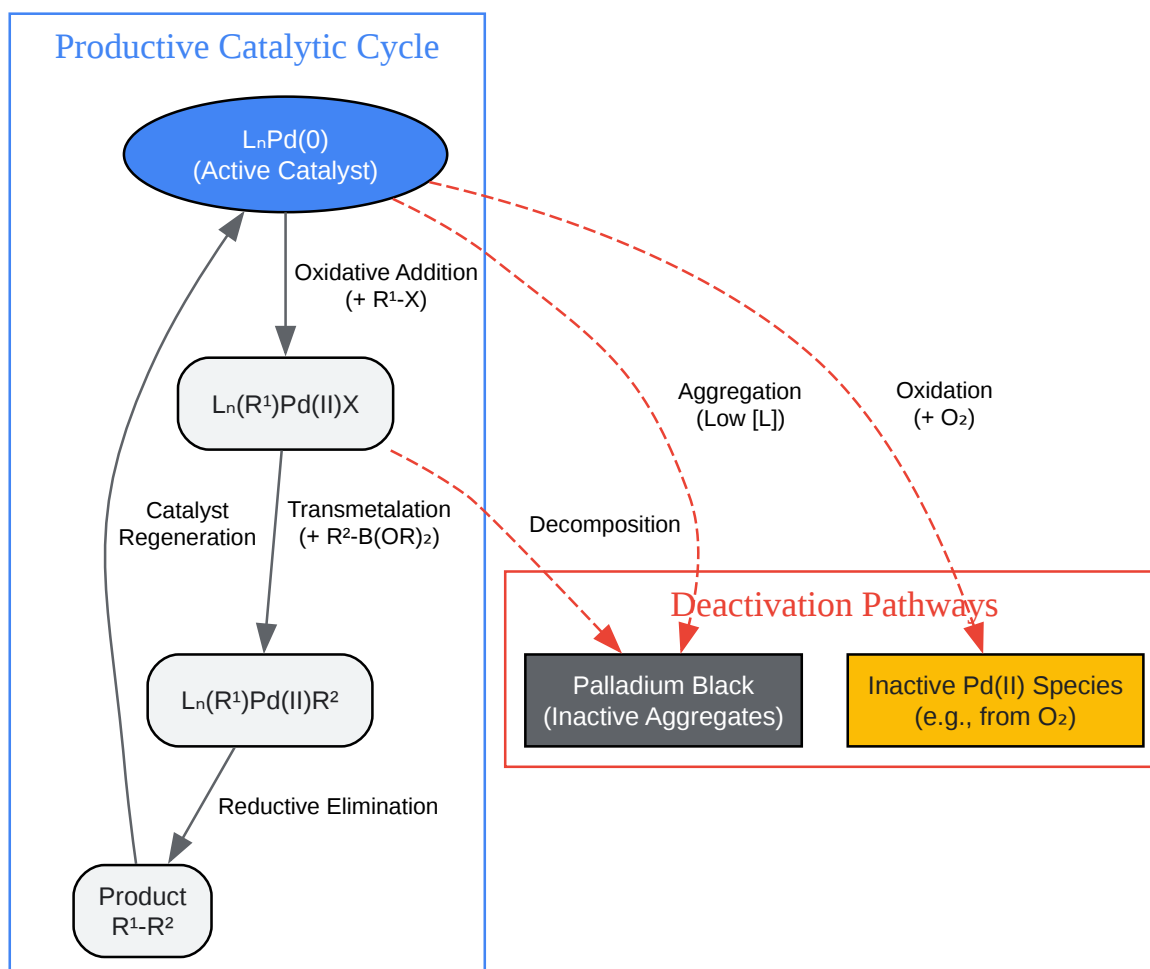 Productive Catalytic Cycle
LₙPd(0)
(Active Catalyst)
Oxidative Addition
(+ R¹-X)
Lₙ(R¹)Pd(II)X
Aggregation
(Low [L])
Oxidation
(+ O₂)
Catalyst
Regeneration
Transmetalation
(+ R²-B(OR)₂)
Decomposition
Deactivation Pathways
Lₙ(R¹)Pd(II)R²
Palladium Black
(Inactive Aggregates)
Inactive Pd(II) Species
(e.g., from O₂)
Reductive Elimination
Product
R¹-R²